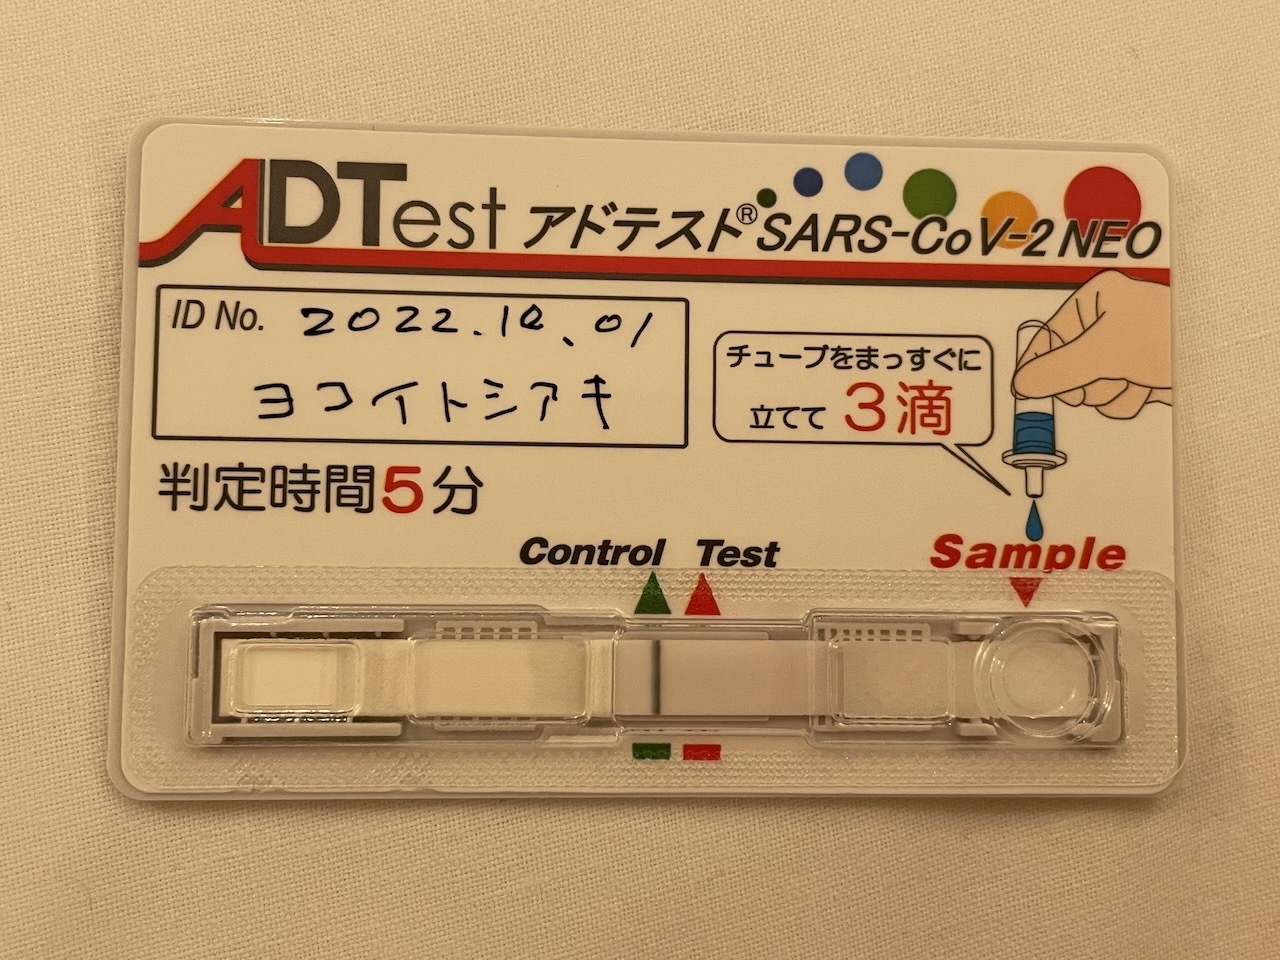 ADTest アドテスト® SARS-CoV-2 NEO
ID No. 2022.10.01
ヨコイトシアキ
チューブをまっすぐに
立てて 3滴
判定時間5分
Control Test Sample